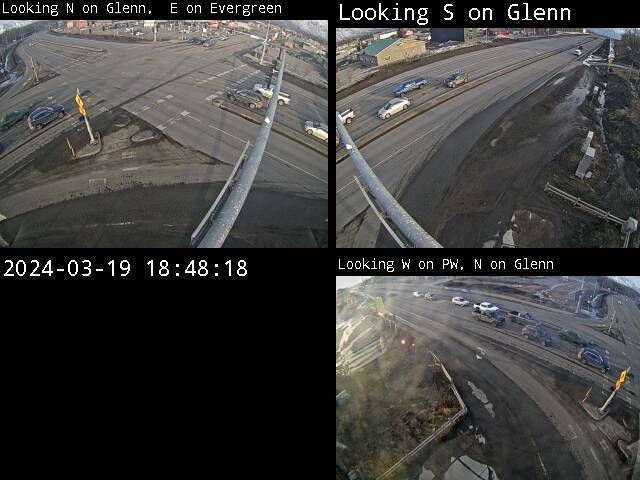 Looking N on Glenn, E on Evergreen
Looking S on Glenn
2024-03-19 18:48:18
Looking W on PW, N on Glenn